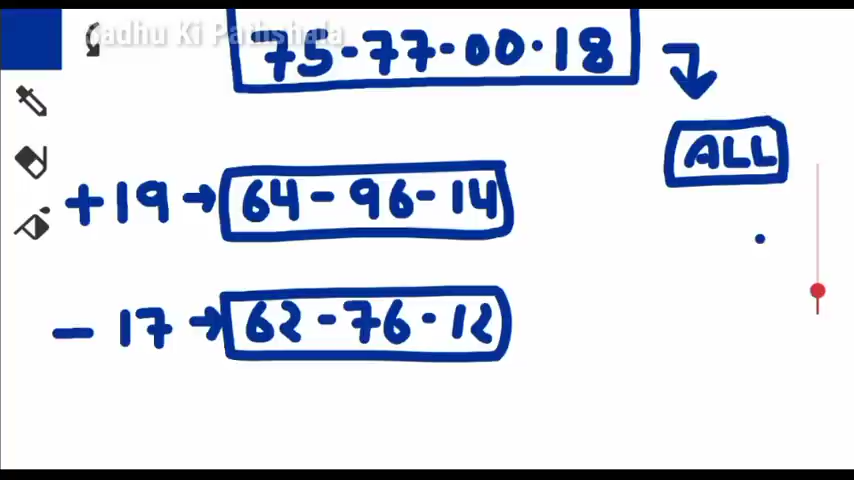 Sadhu Ki Pathshala
75-77-00·18
ALL
+19→ 64-96-14
-17→ 62-76-12